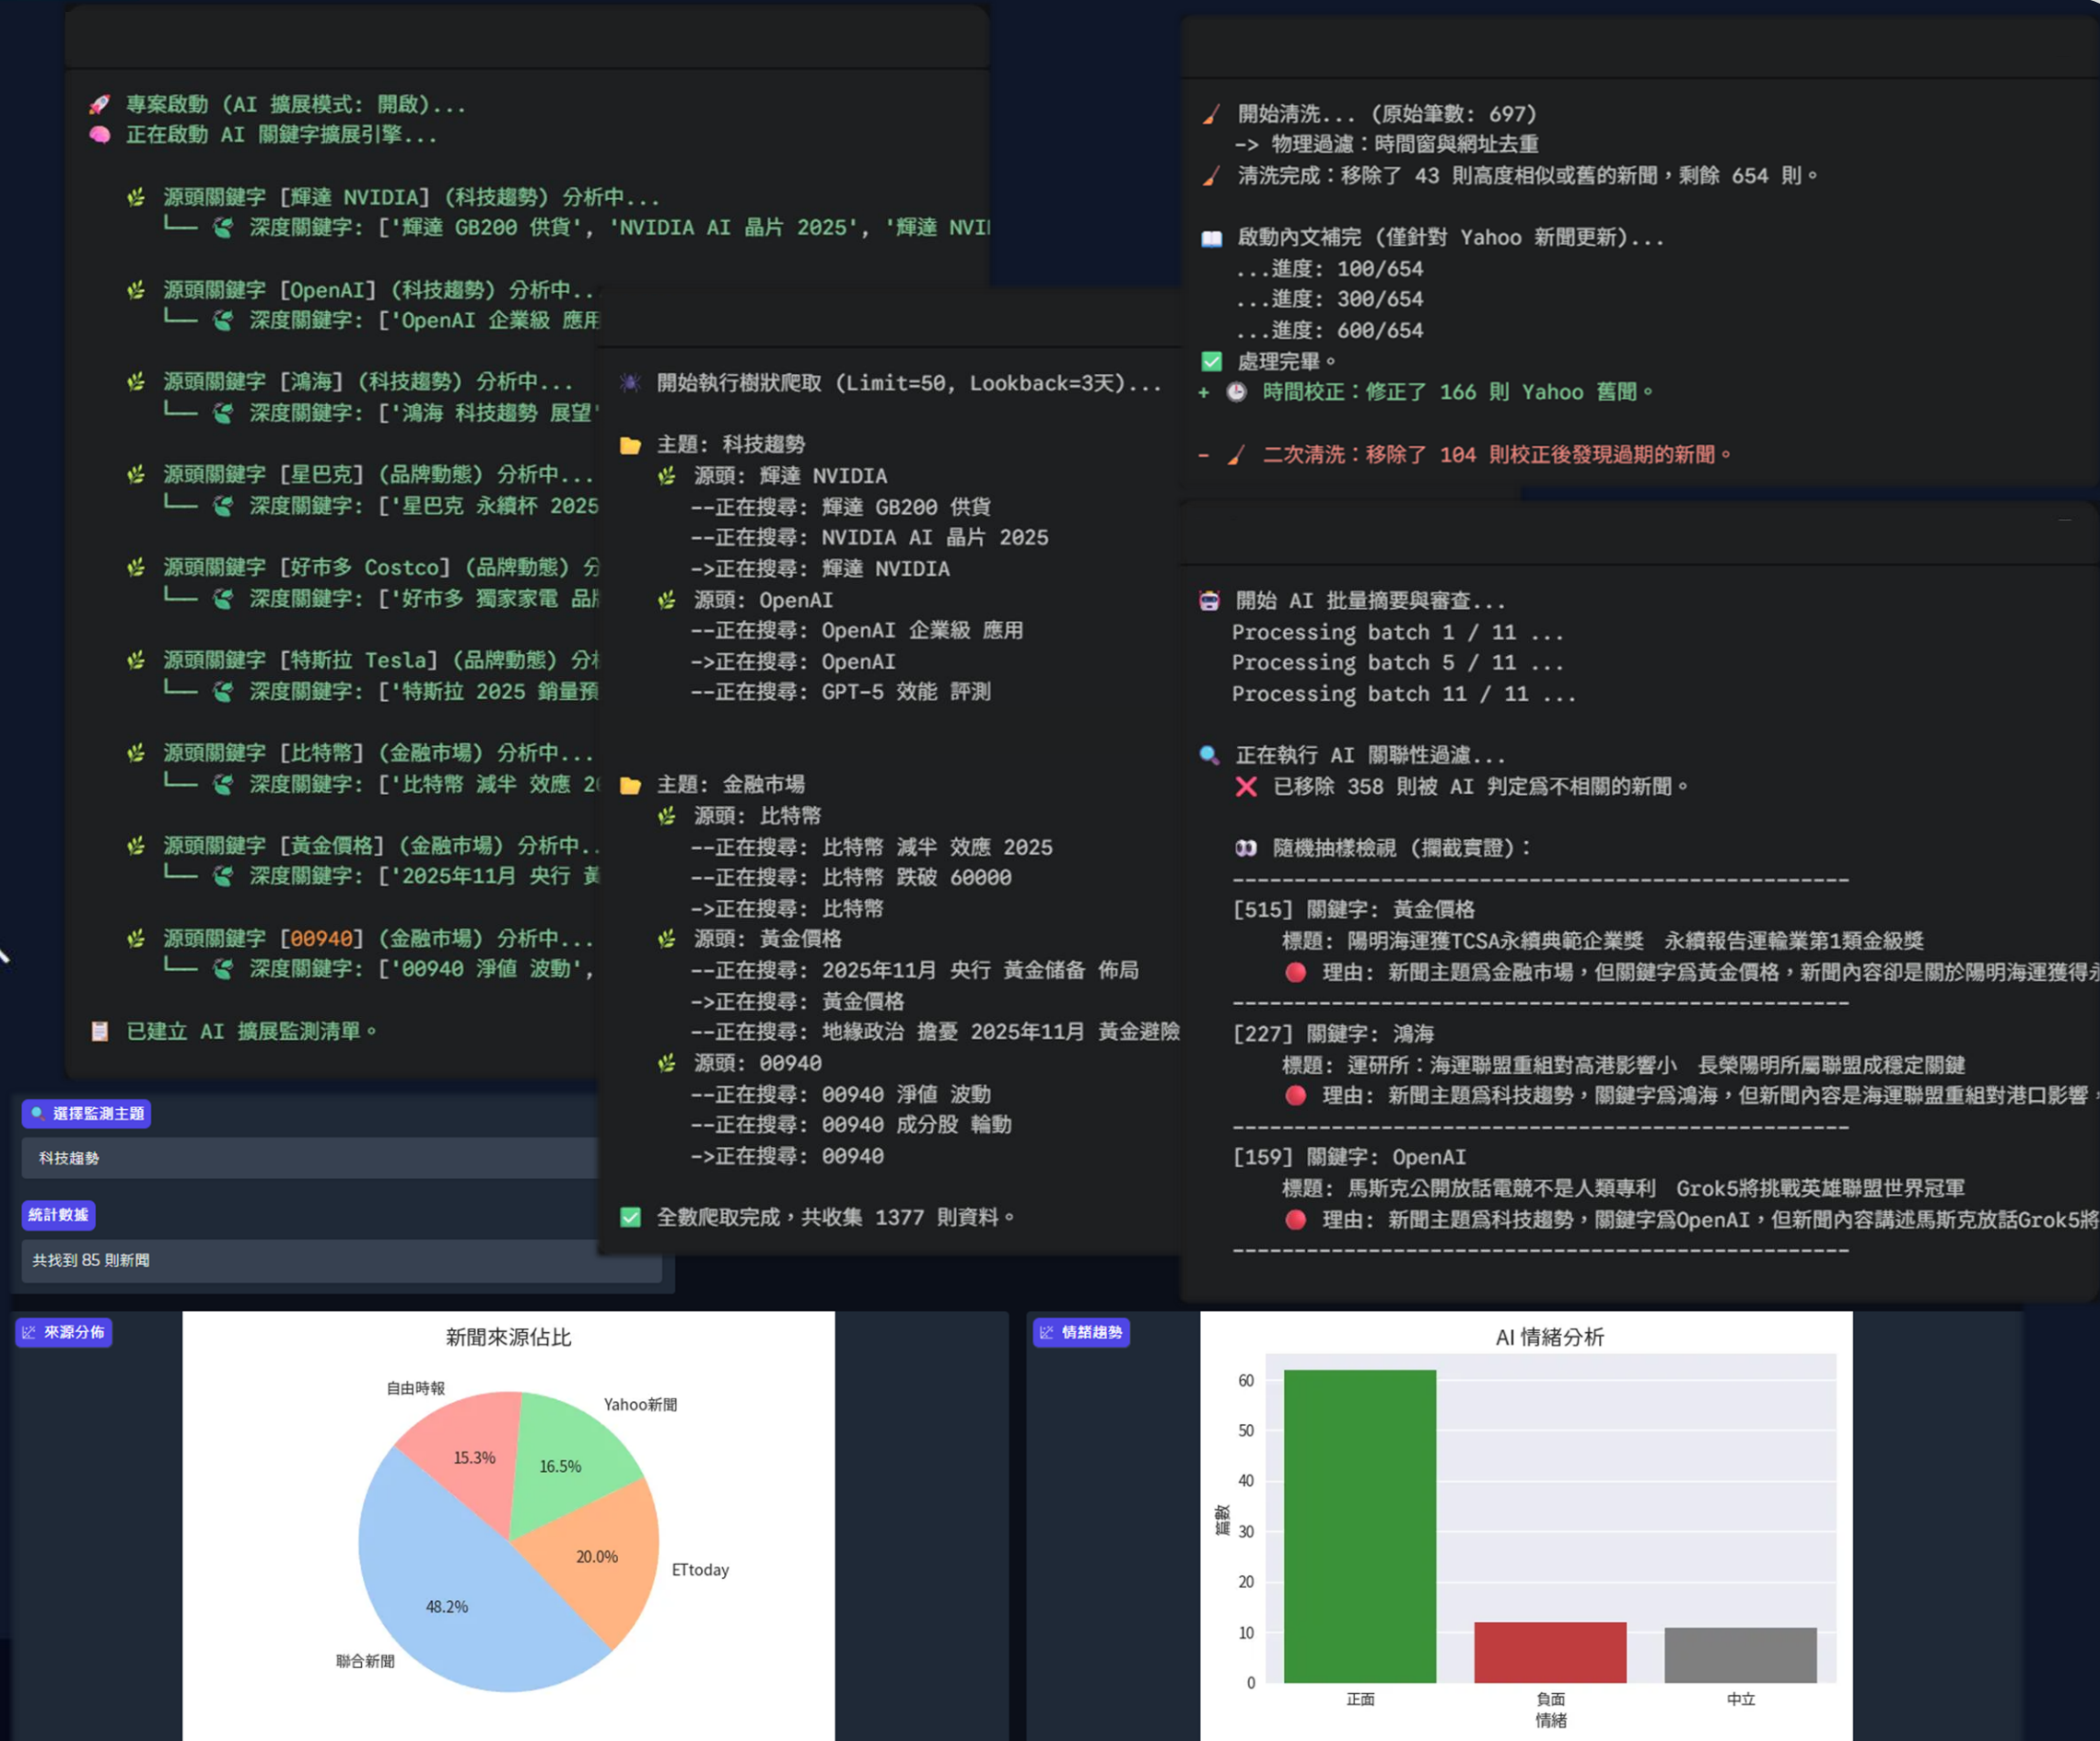 專案啟動 (AI 擴展模式: 開啟)...
正在啟動 AI 關鍵字擴展引擎...
源頭關鍵字 [輝達 NVIDIA] (科技趨勢) 分析中...
└── 深度關鍵字: ['輝達 GB200 供貨', 'NVIDIA AI 晶片 2025', '輝達 NVI
源頭關鍵字 [OpenAI] (科技趨勢) 分析中..
└── 深度關鍵字: ['OpenAI 企業級 應用
源頭關鍵字 [鴻海] (科技趨勢) 分析中...
└── 深度關鍵字: ['鴻海 科技趨勢 展望'
源頭關鍵字 [星巴克] (品牌動態) 分析中...
└── 深度關鍵字: ['星巴克 永續杯 2025
源頭關鍵字 [好市多 Costco] (品牌動態) 分
└── 深度關鍵字: ['好市多 獨家家電 品
源頭關鍵字 [特斯拉 Tesla] (品牌動態) 分
└── 深度關鍵字: ['特斯拉 2025 銷量預
源頭關鍵字 [比特幣] (金融市場) 分析中...
└── 深度關鍵字: ['比特幣 減半 效應 2
源頭關鍵字 [黃金價格] (金融市場) 分析中..
└── 深度關鍵字: ['2025年11月 央行 黃
源頭關鍵字 [00940] (金融市場) 分析中...
└── 深度關鍵字: ['00940 淨值 波動',
已建立 AI 擴展監測清單。
開始執行樹狀爬取 (Limit=50, Lookback=3天)...
主題: 科技趨勢
源頭: 輝達 NVIDIA
--正在搜尋: 輝達 GB200 供貨
--正在搜尋: NVIDIA AI 晶片 2025
->正在搜尋: 輝達 NVIDIA
源頭: OpenAI
--正在搜尋: OpenAI 企業級 應用
->正在搜尋: OpenAI
--正在搜尋: GPT-5 效能 評測
主題: 金融市場
源頭: 比特幣
--正在搜尋: 比特幣 減半 效應 2025
--正在搜尋: 比特幣 跌破 60000
->正在搜尋: 比特幣
源頭: 黃金價格
--正在搜尋: 2025年11月 央行 黃金儲备 佈局
->正在搜尋: 黃金價格
--正在搜尋: 地緣政治 擔憂 2025年11月 黃金避險
源頭: 00940
--正在搜尋: 00940 淨值 波動
--正在搜尋: 00940 成分股 輪動
->正在搜尋: 00940
全數爬取完成，共收集 1377 則資料。
開始清洗... (原始筆數: 697)
-> 物理過濾：時間窗與網址去重
清洗完成：移除了 43 則高度相似或舊的新聞，剩餘 654 則。
啟動內文補完 (僅針對 Yahoo 新聞更新)...
...進度: 100/654
...進度: 300/654
...進度: 600/654
處理完畢。
+ 時間校正：修正了 166 則 Yahoo 舊聞。
- 二次清洗：移除了 104 則校正後發現過期的新聞。
開始 AI 批量摘要與審查...
Processing batch 1 / 11 ...
Processing batch 5 / 11 ...
Processing batch 11 / 11 ...
正在執行 AI 關聯性過濾...
已移除 358 則被 AI 判定為不相關的新聞。
隨機抽樣檢視 (攔截實證):
--------------------------------------------------
[515] 關鍵字: 黃金價格
標題: 陽明海運獲TCSA永續典範企業獎 永續報告運輸業第1類金級獎
理由: 新聞主題為金融市場，但關鍵字為黃金價格，新聞內容卻是關於陽明海運獲得永
--------------------------------------------------
[227] 關鍵字: 鴻海
標題: 運研所：海運聯盟重組對高港影響小 長榮陽明所屬聯盟成穩定關鍵
理由: 新聞主題為科技趨勢，關鍵字為鴻海，但新聞內容是海運聯盟重組對港口影響，
--------------------------------------------------
[159] 關鍵字: OpenAI
標題: 馬斯克公開放話電競不是人類專利 Grok5將挑戰英雄聯盟世界冠軍
理由: 新聞主題為科技趨勢，關鍵字為OpenAI，但新聞內容講述馬斯克放話Grok5將
--------------------------------------------------
選擇監測主題
科技趨勢
統計數據
共找到 85 則新聞
來源分佈
新聞來源佔比
自由時報
Yahoo新聞
15.3%
16.5%
20.0%
ETtoday
48.2%
聯合新聞
情緒趨勢
AI 情緒分析
60
50
40
30
20
10
0
篇數
正面
負面
中立
情緒